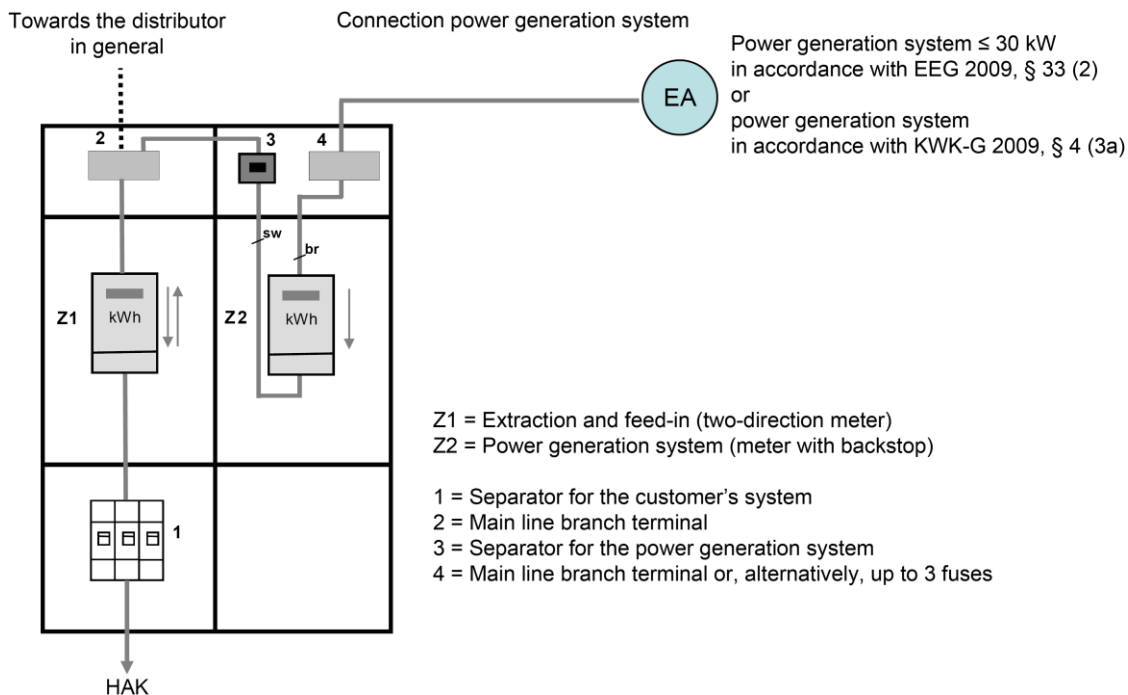 Towards the distributor
in general
Connection power generation system
Power generation system ≤ 30 kW
in accordance with EEG 2009, § 33 (2)
or
power generation system
in accordance with KWK-G 2009, § 4 (3a)
EA
2
3
4
sw
br
Z1
kWh
Z2
kWh
Z1 = Extraction and feed-in (two-direction meter)
Z2 = Power generation system (meter with backstop)
1 = Separator for the customer's system
2 = Main line branch terminal
3 = Separator for the power generation system
4 = Main line branch terminal or, alternatively, up to 3 fuses
1
HAK